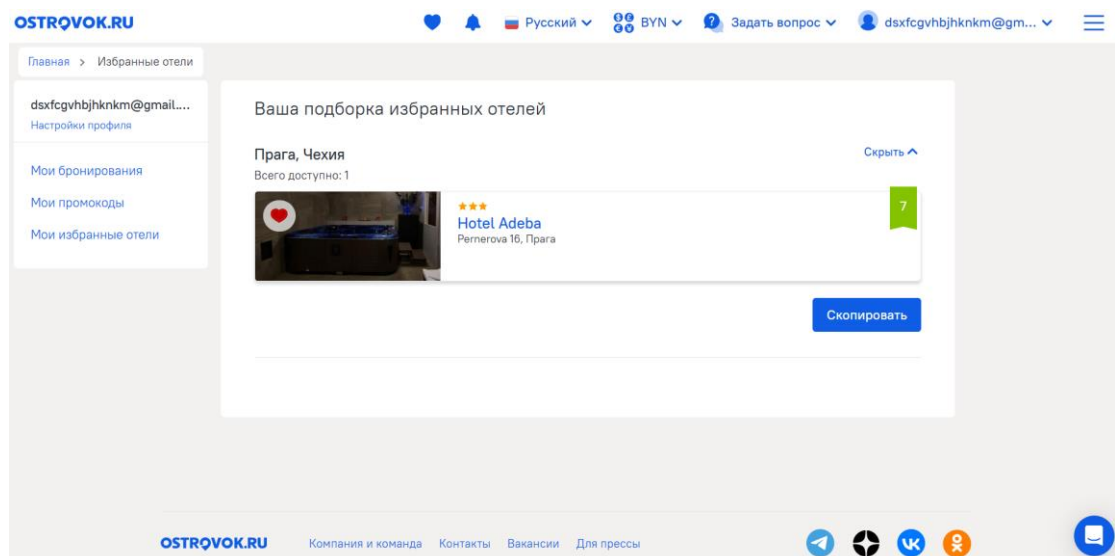 OSTROVOK.RU
Русский
BYN
Задать вопрос
dsxfcgvhbjhknkm@gm...
Главная > Избранные отели
dsxfcgvhbjhknkm@gmail....
Настройки профиля
Мои бронирования
Мои промокоды
Мои избранные отели
Ваша подборка избранных отелей
Прага, Чехия
Скрыть
Всего доступно: 1
7
Hotel Adeba
Pernerova 16, Прага
Скопировать
OSTROVOK.RU
Компания и команда
Контакты
Вакансии
Для прессы